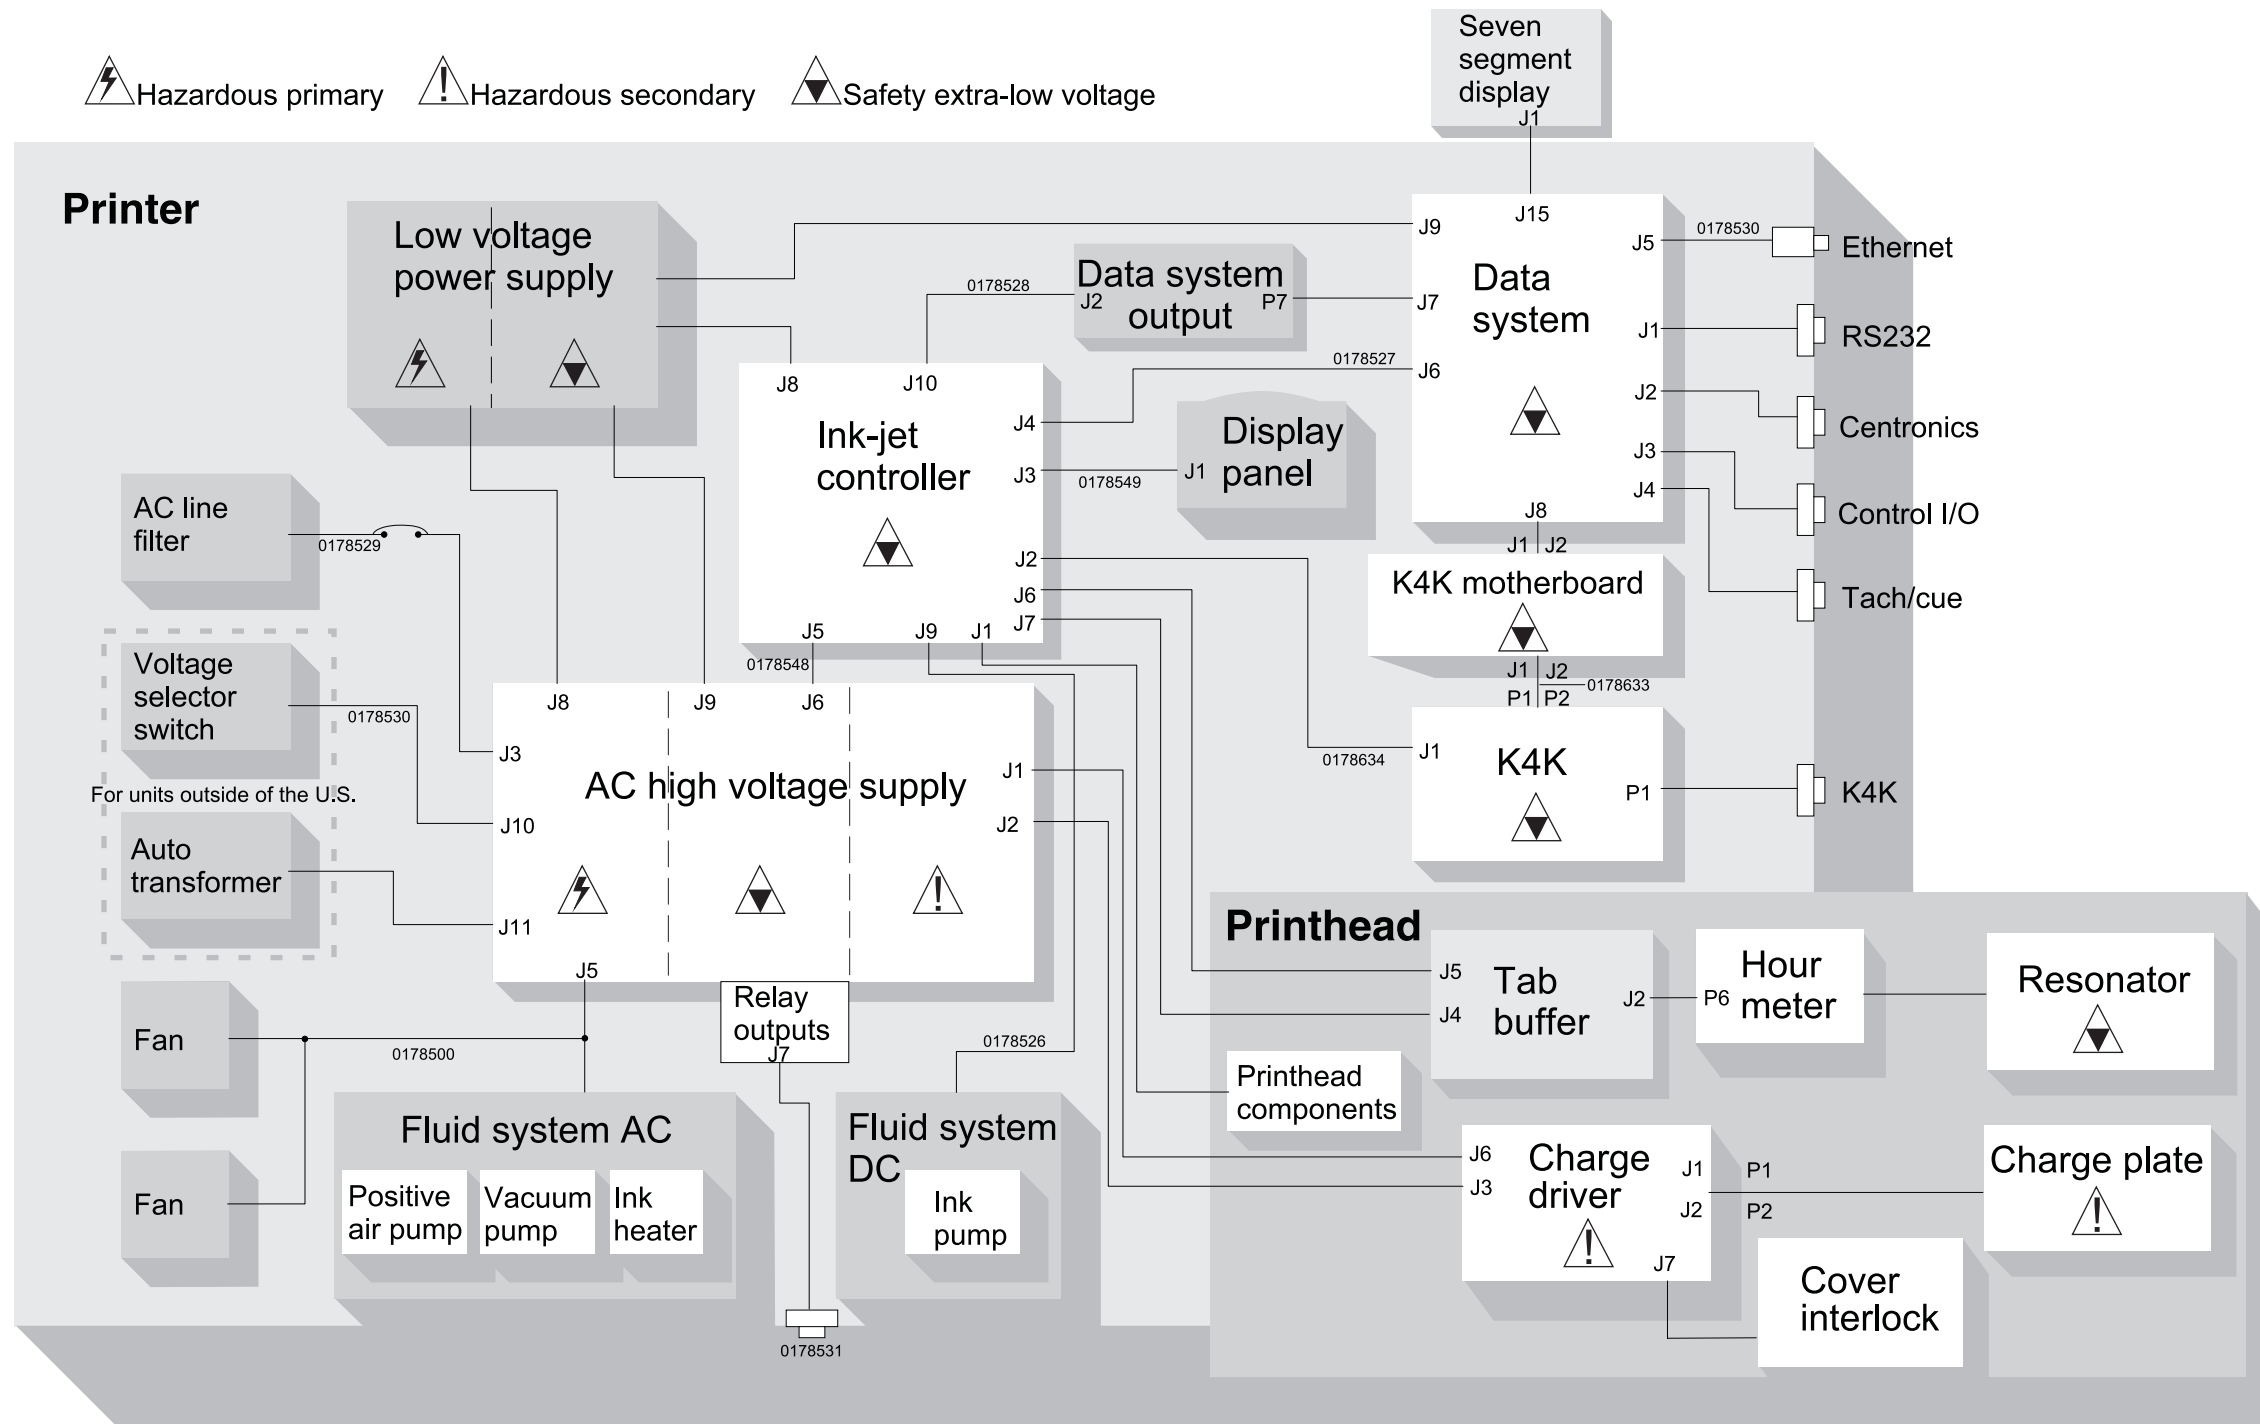 Hazardous primary
Hazardous secondary
Safety extra-low voltage
Seven
segment
display
J1
Printer
Low voltage
power supply
J9
J15
J5
0178530
Ethernet
Data system
output
J2
P7
0178528
J7
Data
system
J1
RS232
0178527
J6
J2
Centronics
J3
Control I/O
J4
Tach/cue
J8
J8
J10
Ink-jet
controller
J4
J3
0178549
J1
Display
panel
J2
J6
J7
J5
J9
J1
0178548
AC line
filter
0178529
Voltage
selector
switch
0178530
For units outside of the U.S.
Auto
transformer
J1
J2
K4K motherboard
J1
J2
0178633
P1
P2
J1
K4K
0178634
P1
K4K
J8
J9
J6
J3
AC high voltage supply
J1
J2
J10
J11
J5
Relay
outputs
J7
Fan
0178500
Fan
0178526
Fluid system AC
Positive
air pump
Vacuum
pump
Ink
heater
Fluid system
DC
Ink
pump
0178531
Printhead
J5
J4
Tab
buffer
J2
P6
Hour
meter
Resonator
Printhead
components
J6
J3
Charge
driver
J1
P1
J2
P2
J7
Charge plate
Cover
interlock